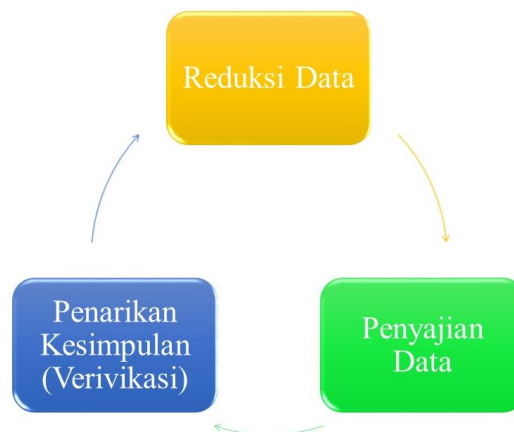 Reduksi Data
Penyajian
Data
Penarikan
Kesimpulan
(Verivikasi)